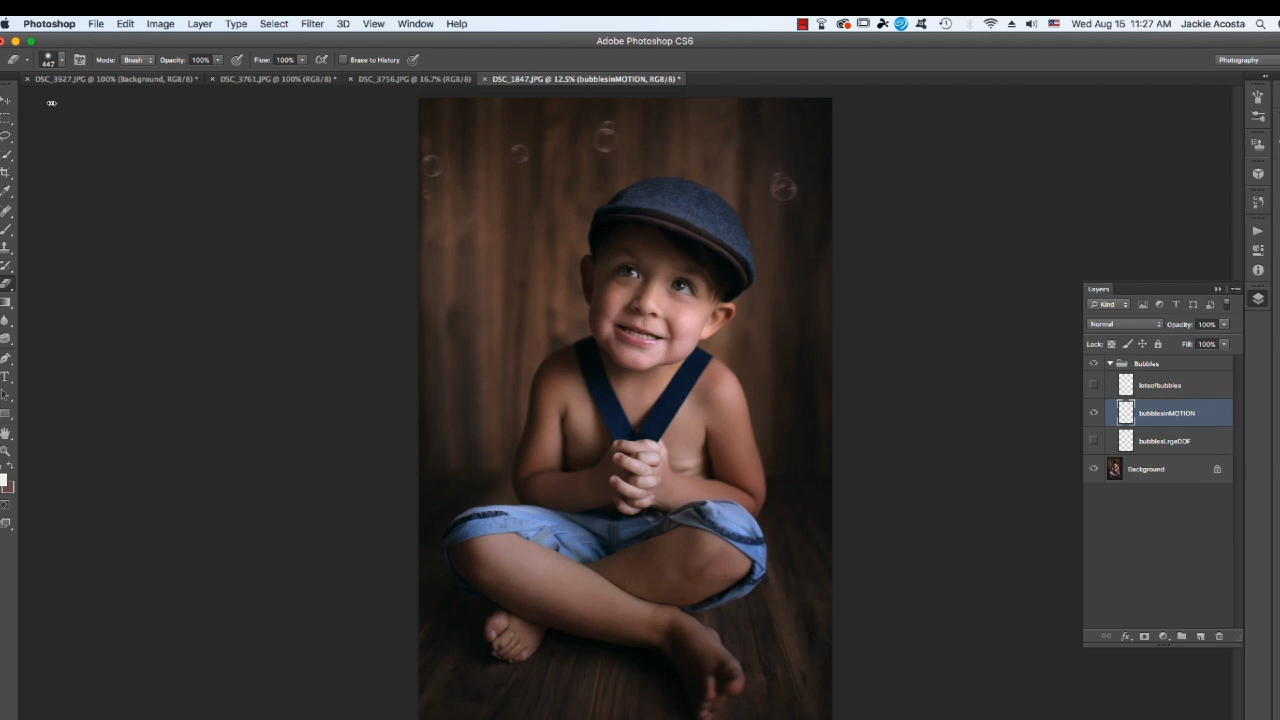 Photoshop File Edit Image Layer Type Select Filter 3D View Window Help Wed Aug 15 11:27 AM Jackie Acosta
Adobe Photoshop CS6
447 Mode: Brush Opacity: 100% Flow: 100% Erase to History Photography
× DSC_3927.JPG @ 100% (Background, RGB/8) * × DSC_3761.JPG @ 100% (RGB/8) * × DSC_3756.JPG @ 16.7% (RGB/8) × DSC_1847.JPG @ 12.5% (bubblesinMOTION, RGB/8) *
Layers
Kind
Normal Opacity: 100%
Lock: Fill: 100%
Bubbles
lotsofbubbles
bubblesinMOTION
bubblesLrgeDOF
Background